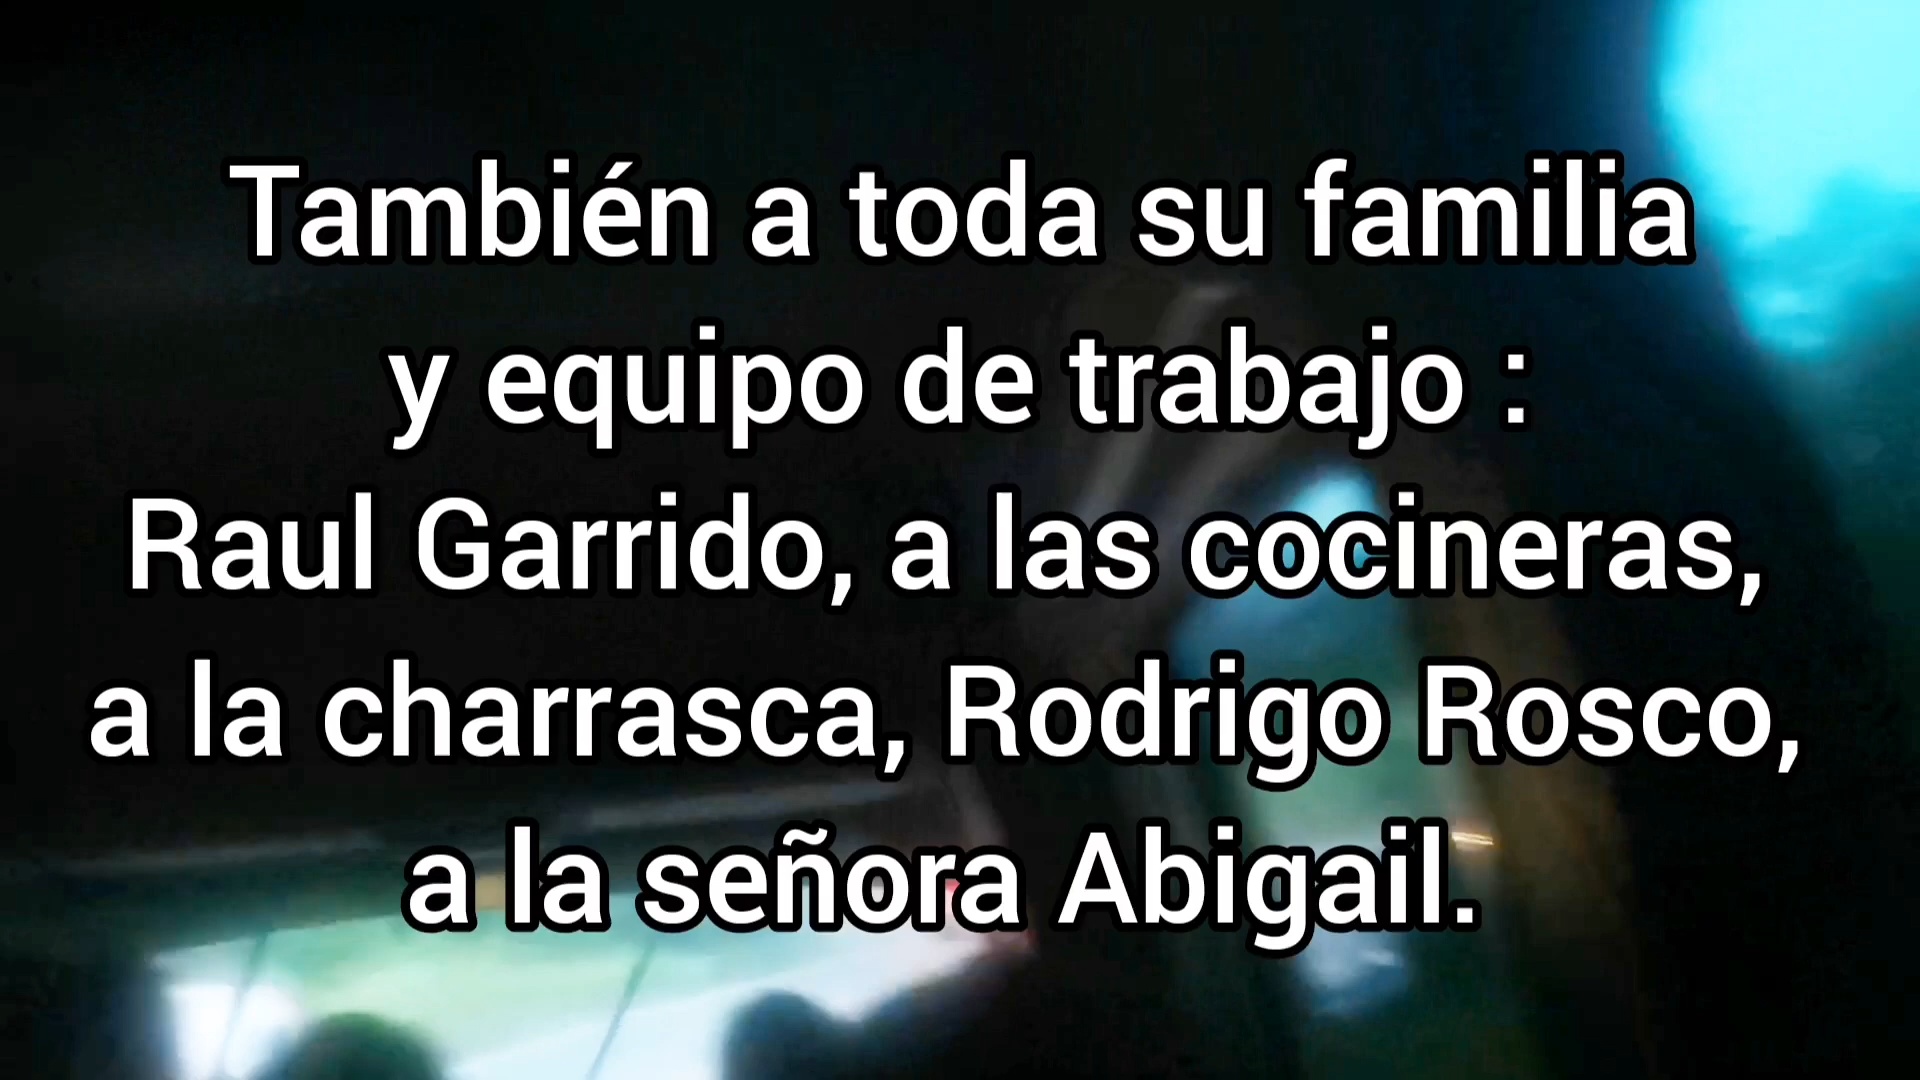 También a toda su familia
y equipo de trabajo :
Raul Garrido, a las cocineras,
a la charrasca, Rodrigo Rosco,
a la señora Abigail.